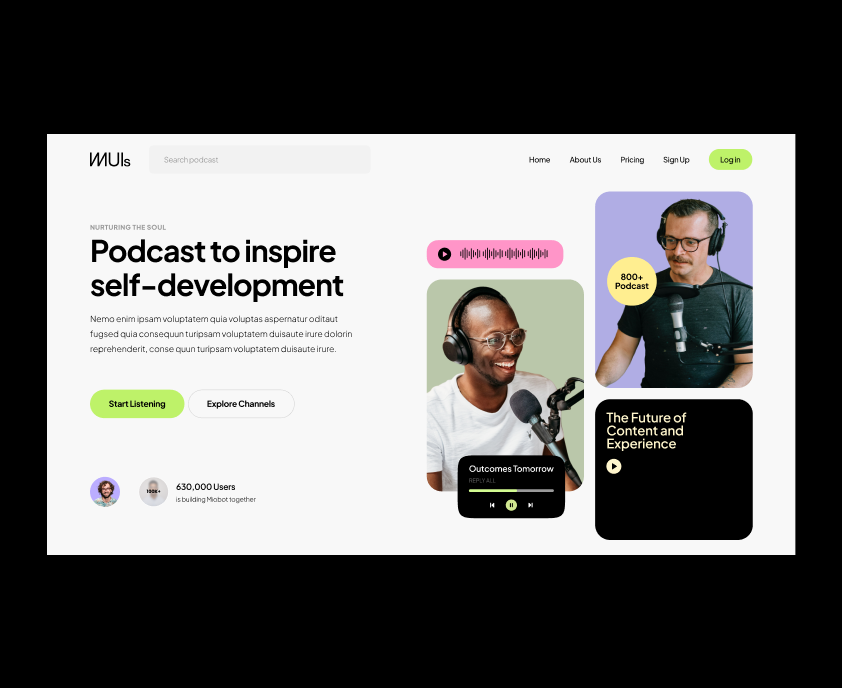 MUls
Search podcast
Home
About Us
Pricing
Sign Up
Log in
NURTURING THE SOUL
Podcast to inspire
self-development
Nemo enim ipsam voluptatem quia voluptas aspernatur oditaut
fugsed quia consequun turipsam voluptatem duisaute irure dolorin
reprehenderit, conse quun turipsam voluptatem duisaute irure.
Start Listening
Explore Channels
100K+
630,000 Users
is building Miobot together
800+
Podcast
Outcomes Tomorrow
REPLY ALL
The Future of
Content and
Experience